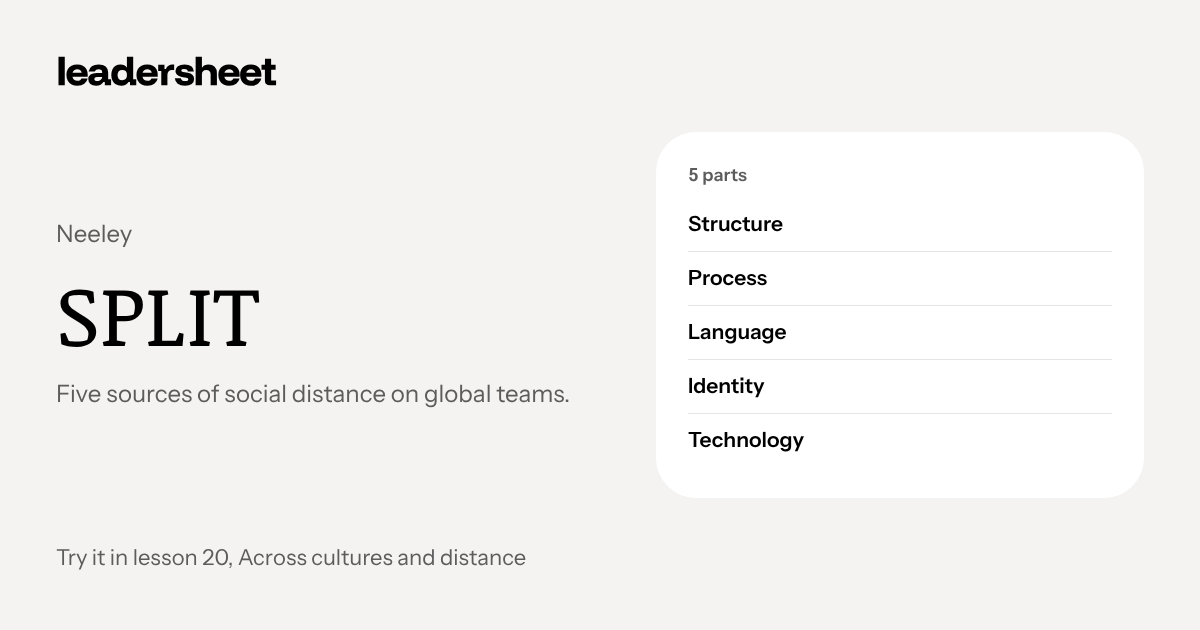 leadersheet
Neeley
SPLIT
Five sources of social distance on global teams.
5 parts
Structure
Process
Language
Identity
Technology
Try it in lesson 20, Across cultures and distance